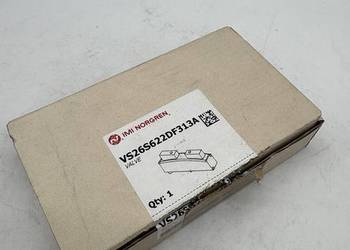 IMI NORGREN
VS26S622DF313A
VALVE
Qty: 1